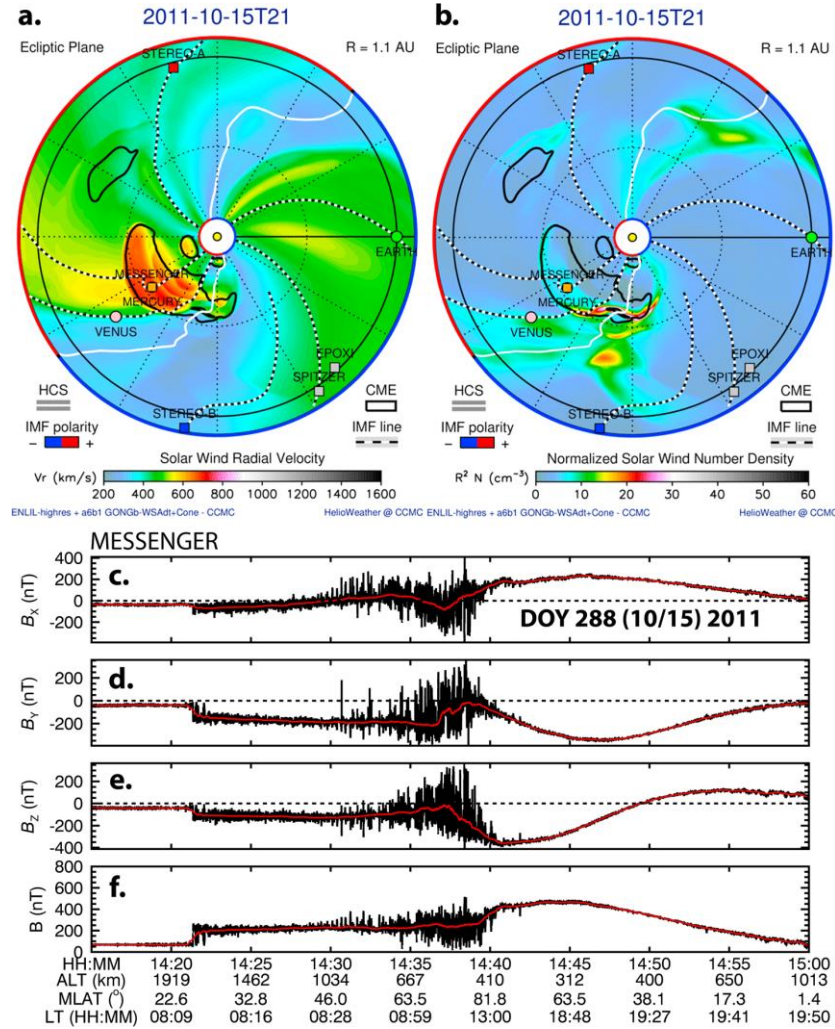 a. 2011-10-15T21
Ecliptic Plane R = 1.1 AU
STEREO-A
EARTH
MESSENGER
MERCURY
VENUS
EPOXI
SPITZER
STEREO-B
HCS CME
IMF polarity IMF line
− +
Solar Wind Radial Velocity
Vr (km/s)
200 400 600 800 1000 1200 1400 1600
ENLIL-highres + a6b1 GONGb-WSAdt+Cone - CCMC HelioWeather @ CCMC
b. 2011-10-15T21
Ecliptic Plane R = 1.1 AU
STEREO-A
EARTH
MESSENGER
MERCURY
VENUS
EPOXI
SPITZER
STEREO-B
HCS CME
IMF polarity IMF line
− +
Normalized Solar Wind Number Density
R² N (cm⁻³)
0 10 20 30 40 50 60
ENLIL-highres + a6b1 GONGb-WSAdt+Cone - CCMC HelioWeather @ CCMC
MESSENGER
c.
DOY 288 (10/15) 2011
Bx (nT)
400
200
0
-200
d.
BY (nT)
200
0
-200
e.
Bz (nT)
200
0
-200
-400
f.
B (nT)
800
600
400
200
0
HH:MM 14:20 14:25 14:30 14:35 14:40 14:45 14:50 14:55 15:00
ALT (km) 1919 1462 1034 667 410 312 400 650 1013
MLAT (°) 22.6 32.8 46.0 63.5 81.8 63.5 38.1 17.3 1.4
LT (HH:MM) 08:09 08:16 08:28 08:59 13:00 18:48 19:27 19:41 19:50